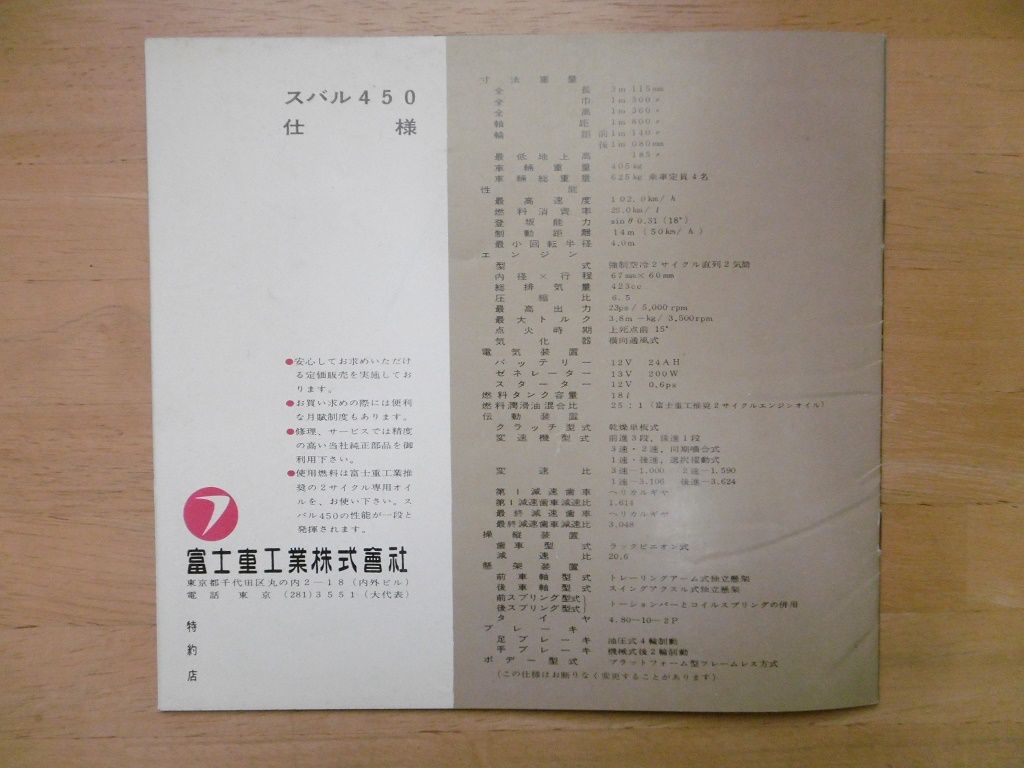 スバル450
仕様
●安心してお求めいただけ
る定価販売を実施してお
ります。
●お買い求めの際には便利
な月賦制度もあります。
●修理、サービスでは精度
の高い当社純正部品を御
利用下さい。
●使用燃料は富士重工業推
奨の2サイクル専用オイ
ルを、お使い下さい。ス
バル450の性能が一段と
発揮されます。
富士重工業株式會社
東京都千代田区丸の内2−18(内外ビル)
電話 東京 (281)3551(大代表)
特約店
寸法重量
全長 3m 115mm
全巾 1m 300〃
全高 1m 360〃
軸距 1m 800〃
輪距 前1m 140〃
後1m 080mm
最低地上高 185〃
車輛重量 405kg
車輛総重量 625kg 乗車定員4名
性能
最高速度 102.0km/h
燃料消費率 25.0km/l
登坂能力 sinθ0.31(18°)
制動距離 14m(50km/h)
最小回転半径 4.0m
エンジン
型式 強制空冷2サイクル直列2気筒
内径×行程 67mm×60mm
総排気量 423cc
圧縮比 6.5
最高出力 23ps/5,000rpm
最大トルク 3.8m−kg/3,500rpm
点火時期 上死点前15°
気化器 横向通風式
電気装置
バッテリー 12V 24AH
ゼネレーター 13V 200W
スターター 12V 0.6ps
燃料タンク容量 18l
燃料潤滑油混合比 25:1(富士重工推奨2サイクルエンジンオイル)
伝動装置
クラッチ型式 乾燥単板式
変速機型式 前進3段、後進1段
3速・2速、同期噛合式
1速・後進、選択摺動式
変速比 3速−1.000 2速−1.590
1速−3.106 後進−3.624
第1減速歯車 ヘリカルギヤ
第1減速歯車減速比 1.614
最終減速歯車 ヘリカルギヤ
最終減速歯車減速比 3.048
操縦装置
歯車型式 ラックピニオン式
減速比 20.6
懸架装置
前車軸型式 トレーリングアーム式独立懸架
後車軸型式 スイングアクスル式独立懸架
前スプリング型式
後スプリング型式 トーションバーとコイルスプリングの併用
タイヤ 4.80−10−2P
ブレーキ
足ブレーキ 油圧式4輪制動
手ブレーキ 機械式後2輪制動
ボデー型式 プラットフォーム型フレームレス方式
(この仕様はお断りなく変更することがあります)